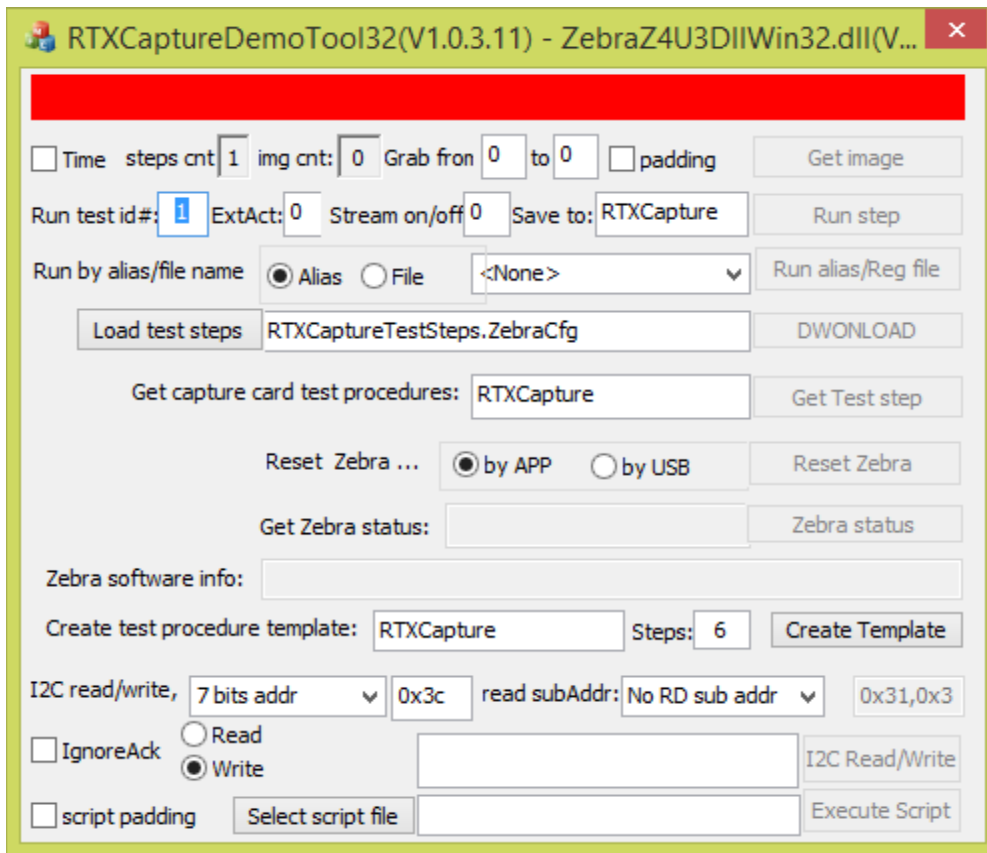 RTXCaptureDemoTool32(V1.0.3.11) - ZebraZ4U3DllWin32.dll(V...
Time steps cnt 1 img cnt: 0 Grab fron 0 to 0 padding Get image
Run test id#: 1 ExtAct: 0 Stream on/off 0 Save to: RTXCapture Run step
Run by alias/file name Alias File <None> Run alias/Reg file
Load test steps RTXCaptureTestSteps.ZebraCfg DWONLOAD
Get capture card test procedures: RTXCapture Get Test step
Reset Zebra ... by APP by USB Reset Zebra
Get Zebra status: Zebra status
Zebra software info:
Create test procedure template: RTXCapture Steps: 6 Create Template
I2C read/write, 7 bits addr 0x3c read subAddr: No RD sub addr 0x31,0x3
IgnoreAck Read
Write I2C Read/Write
script padding Select script file Execute Script